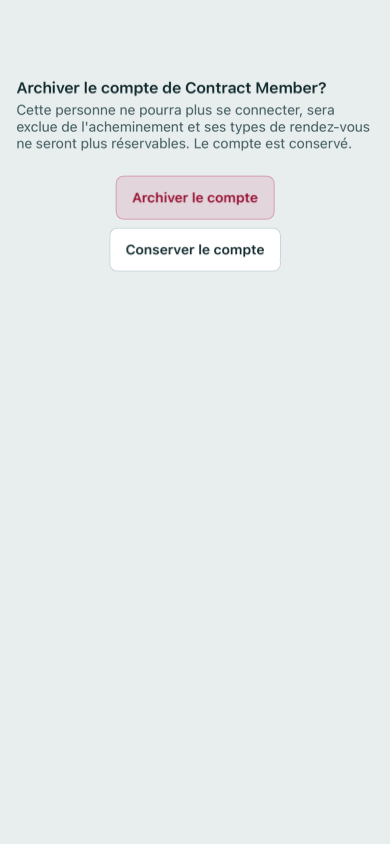 Archiver le compte de Contract Member?
Cette personne ne pourra plus se connecter, sera
exclue de l'acheminement et ses types de rendez-vous
ne seront plus réservables. Le compte est conservé.
Archiver le compte
Conserver le compte